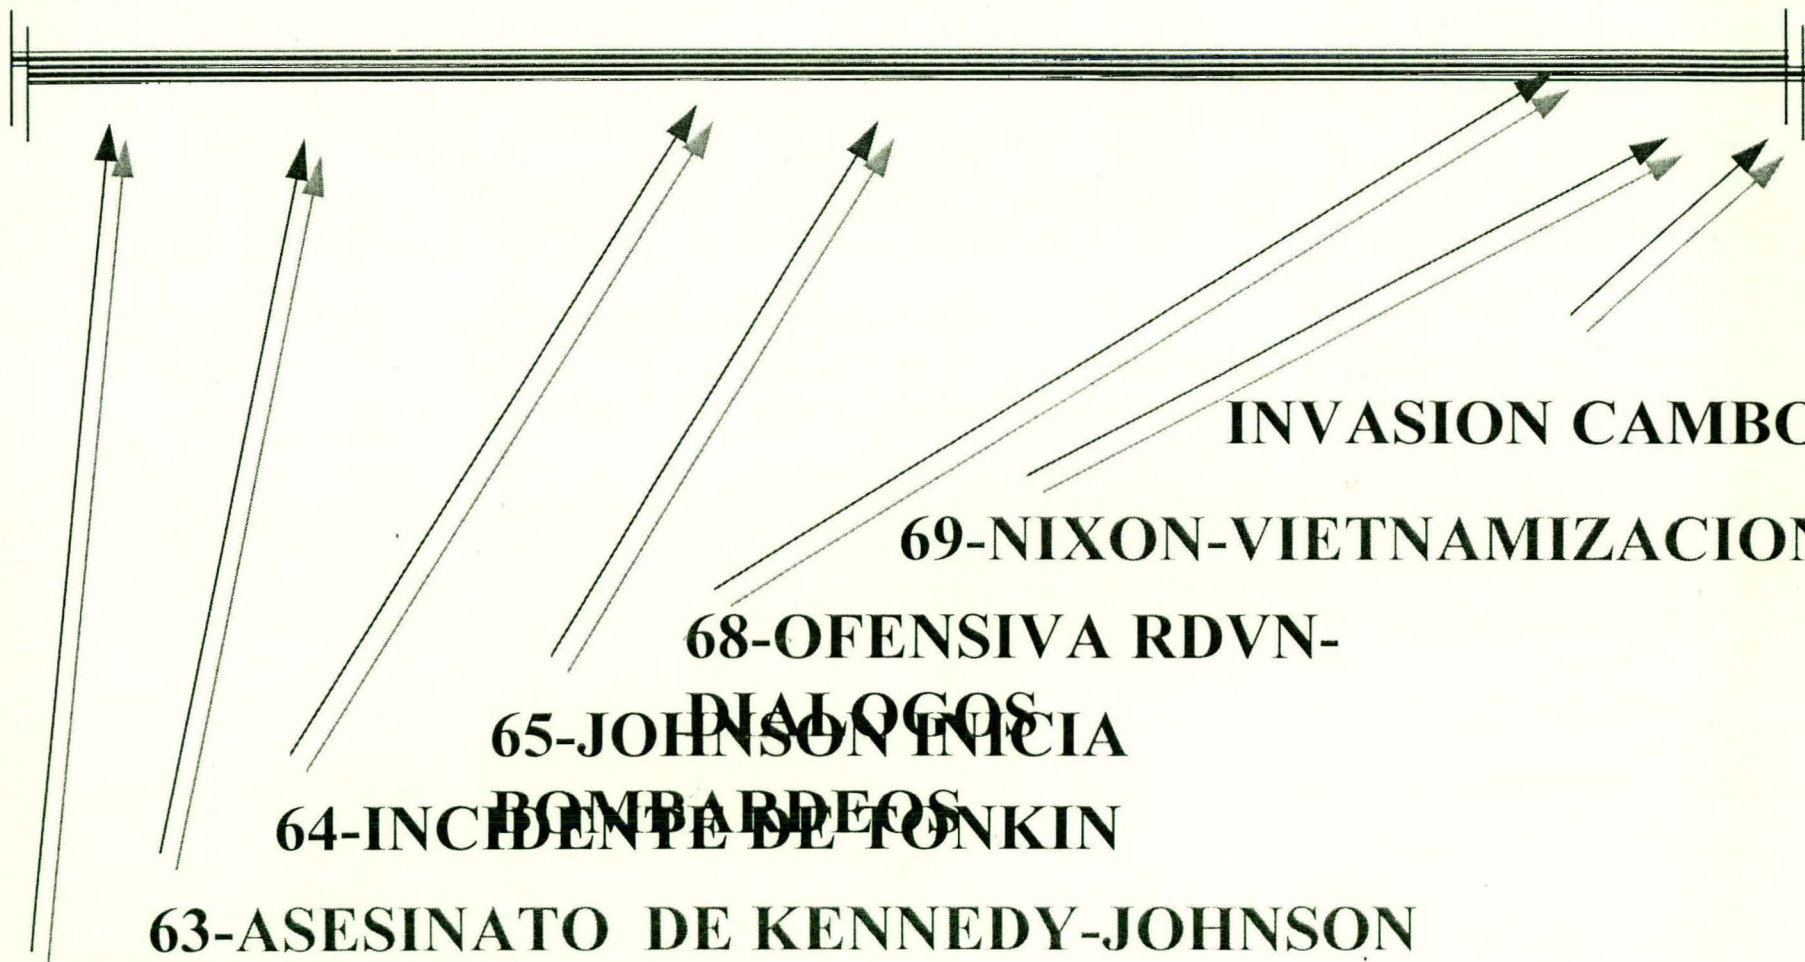 INVASION CAMBO
69-NIXON-VIETNAMIZACION
68-OFENSIVA RDVN-
DIALOGOS
65-JOHNSON INICIA
BOMBARDEOS
64-INCIDENTE DE TONKIN
63-ASESINATO DE KENNEDY-JOHNSON